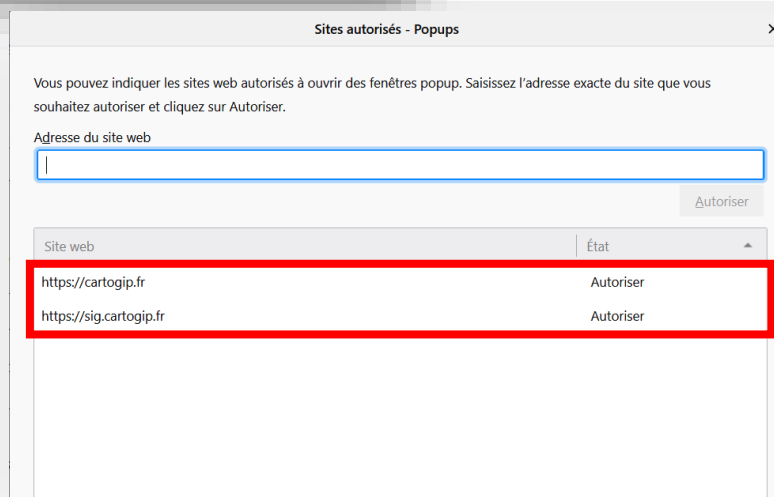 Sites autorisés - Popups
Vous pouvez indiquer les sites web autorisés à ouvrir des fenêtres popup. Saisissez l’adresse exacte du site que vous
souhaitez autoriser et cliquez sur Autoriser.
Adresse du site web
Autoriser
Site web État
https://cartogip.fr Autoriser
https://sig.cartogip.fr Autoriser